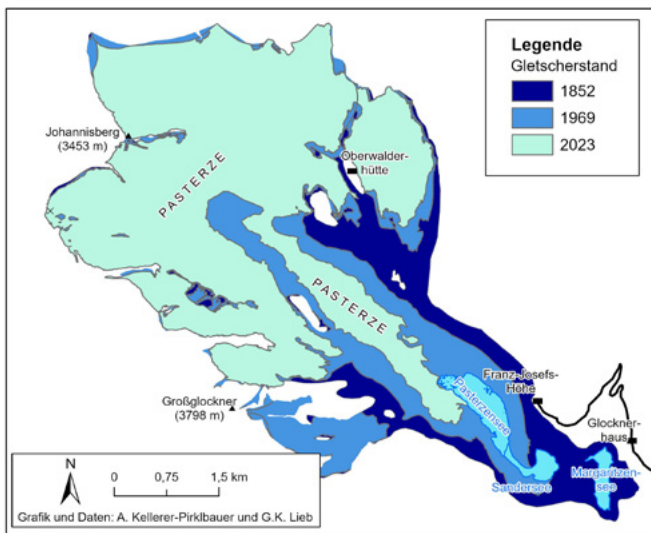 Legende
Gletscherstand
1852
1969
2023
Johannisberg
(3453 m)
Oberwalder-
hütte
PASTERZE
PASTERZE
Großglockner
(3798 m)
Pasterzensee
Franz-Josefs-
Höhe
Glockner-
haus
Sandersee
Margaritzen-
see
N
0 0,75 1,5 km
Grafik und Daten: A. Kellerer-Pirklbauer und G.K. Lieb